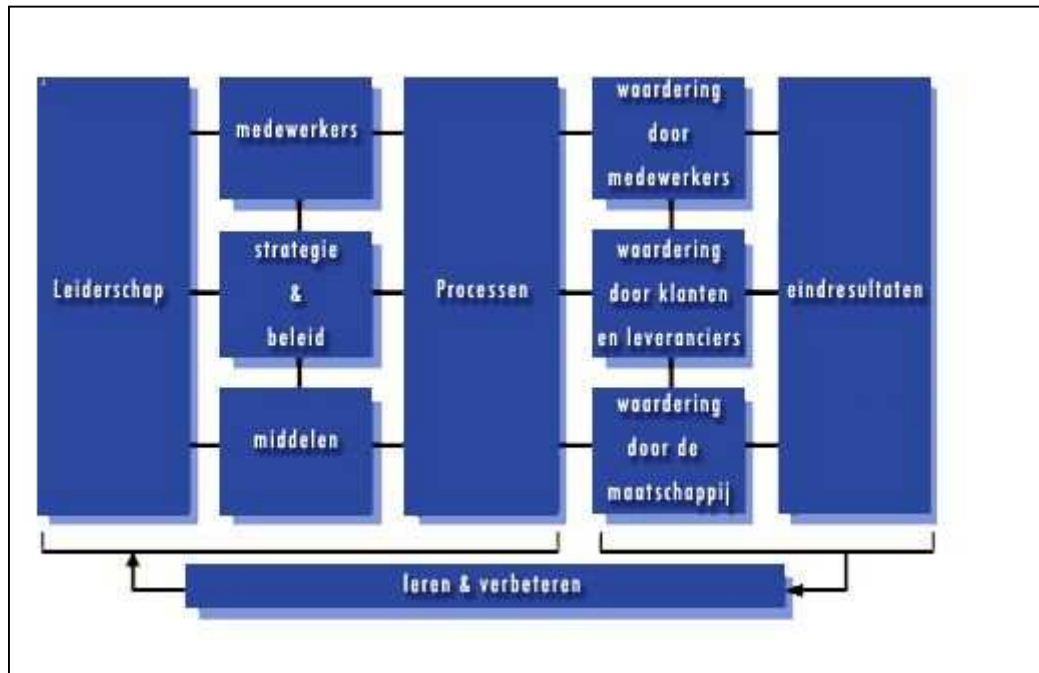 Leiderschap
medewerkers
strategie
&
beleid
middelen
Processen
waardering
door
medewerkers
waardering
door klanten
en leveranciers
waardering
door de
maatschappij
eindresultaten
leren & verbeteren